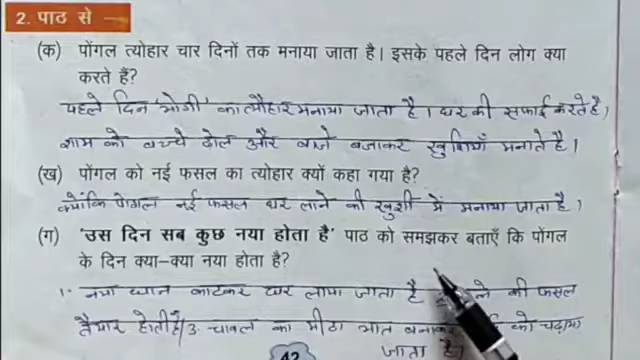 2. पाठ से
(क) पोंगल त्योहार चार दिनों तक मनाया जाता है। इसके पहले दिन लोग क्या
करते हैं?
पहले दिन 'भोगी' का त्यौहार मनाया जाता है। घर की सफाई करते है,
शाम को बच्चे ढोल और बाजे बजाकर खुशियाँ मनाते है।
(ख) पोंगल को नई फसल का त्योहार क्यों कहा गया है?
क्योंकि पोंगल नई फसल घर लाने की खुशी में मनाया जाता है।
(ग) 'उस दिन सब कुछ नया होता है' पाठ को समझकर बताएँ कि पोंगल
के दिन क्या-क्या नया होता है?
1. नया धान काटकर घर लाया जाता है की फसल
तैयार होती है 3. चावल का मीठा भात बनाकर को चढ़ाया
जाता है।
42